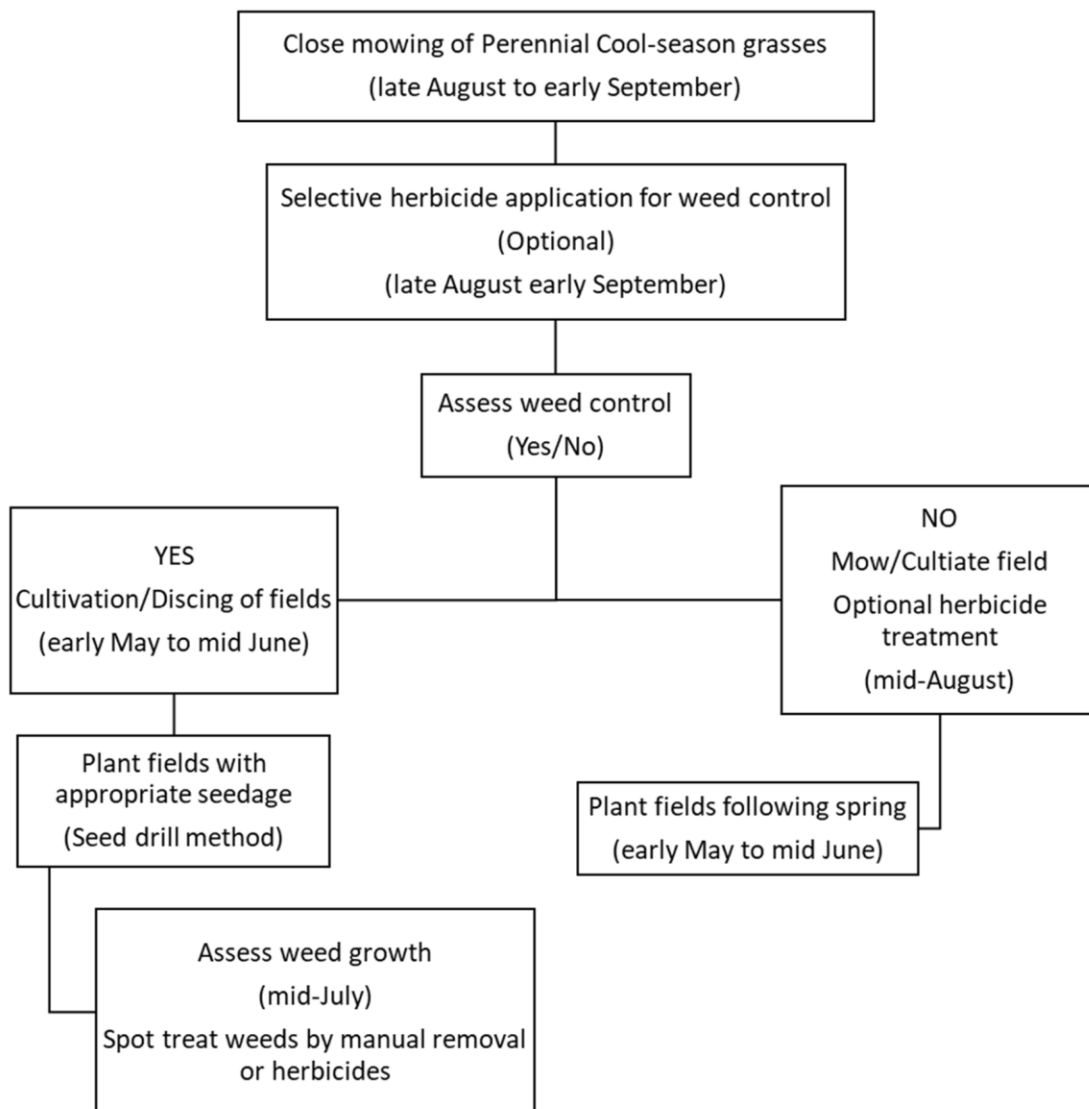 Close mowing of Perennial Cool-season grasses
(late August to early September)
Selective herbicide application for weed control
(Optional)
(late August early September)
Assess weed control
(Yes/No)
YES
Cultivation/Discing of fields
(early May to mid June)
NO
Mow/Cultiate field
Optional herbicide
treatment
(mid-August)
Plant fields with
appropriate seedage
(Seed drill method)
Plant fields following spring
(early May to mid June)
Assess weed growth
(mid-July)
Spot treat weeds by manual removal
or herbicides